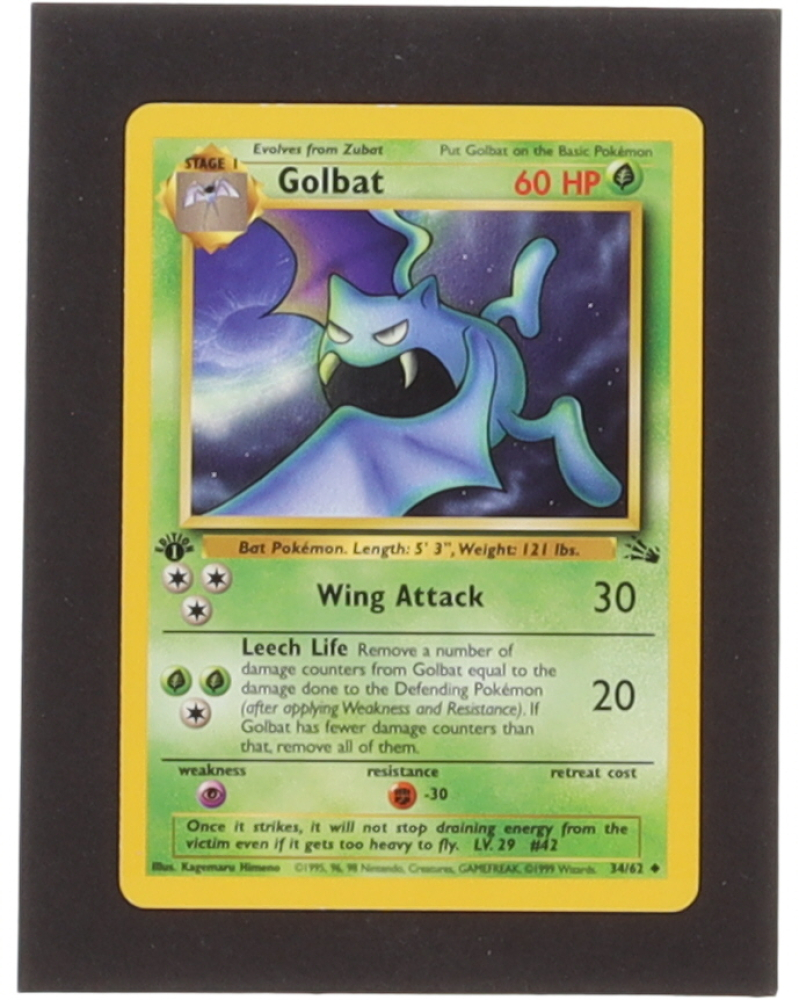 Evolves from Zubat Put Golbat on the Basic Pokémon
STAGE 1
Golbat 60 HP
EDITION
1
Bat Pokémon. Length: 5' 3", Weight: 121 lbs.
Wing Attack 30
Leech Life Remove a number of
damage counters from Golbat equal to the
damage done to the Defending Pokémon
(after applying Weakness and Resistance). If
Golbat has fewer damage counters than
that, remove all of them.
20
weakness resistance retreat cost
-30
Once it strikes, it will not stop draining energy from the
victim even if it gets too heavy to fly. LV. 29 #42
Illus. Kagemaru Himeno ©1995, 96, 98 Nintendo, Creatures, GAMEFREAK. ©1999 Wizards. 34/62